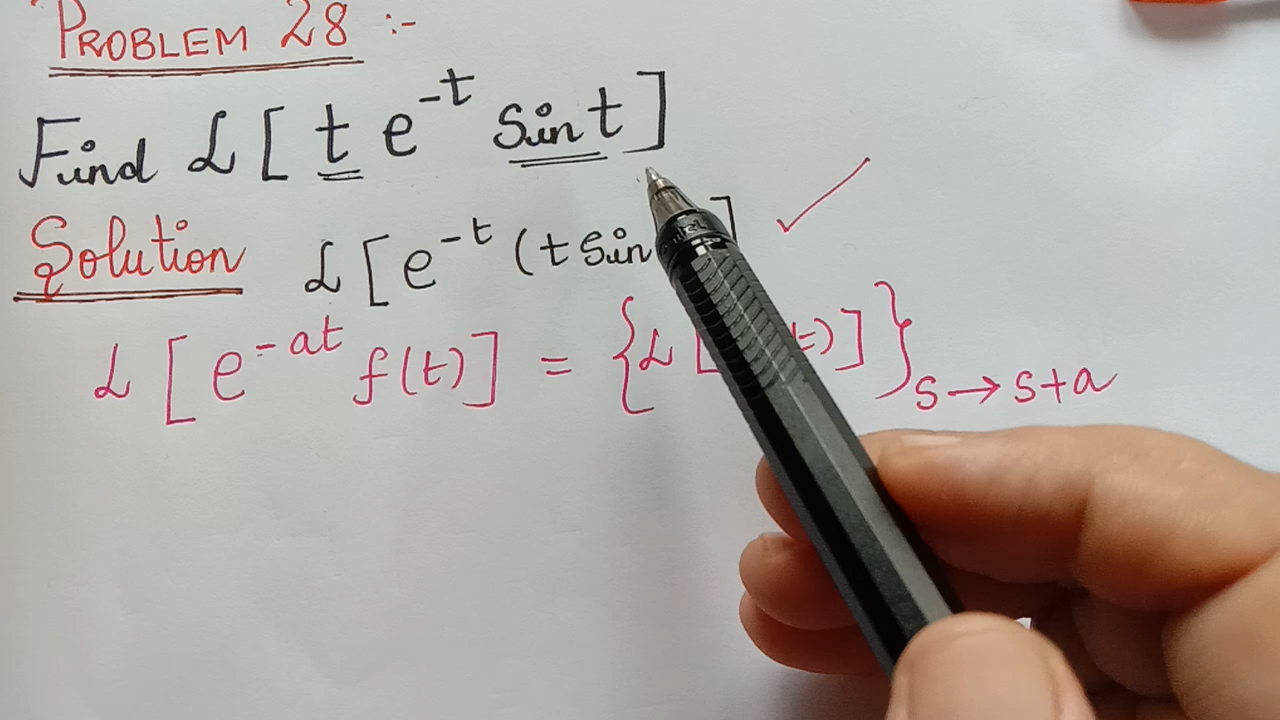 PROBLEM 28 :-
Find L[ t e^-t Sin t ]
Solution L[ e^-t (t Sin ]
L[ e^-at f(t) ] = { L[ t) ] } s→s+a